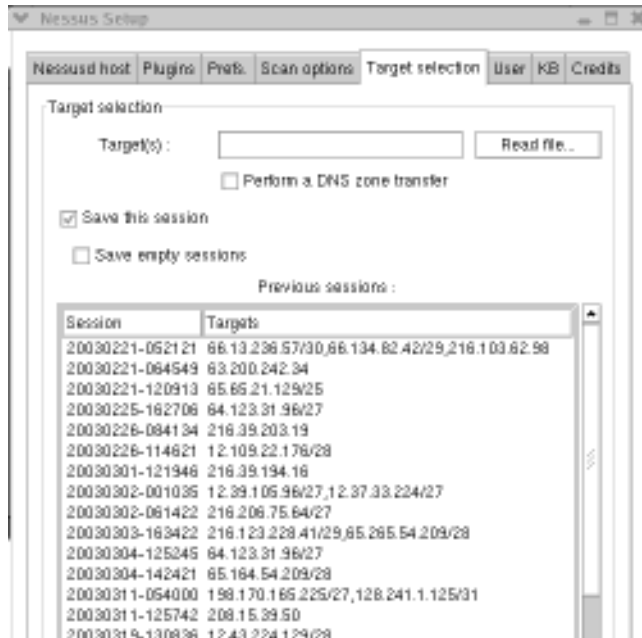 Nessus Setup
Nessusd host Plugins Prefs. Scan options Target selection User KB Credits
Target selection
Target(s) :
Read file...
Perform a DNS zone transfer
Save this session
Save empty sessions
Previous sessions :
Session Targets
20030221-052121 66.13.236.57/30,66.134.82.42/29,216.103.62.98
20030221-064549 63.200.242.34
20030221-120913 65.65.21.129/25
20030225-162706 64.123.31.96/27
20030226-084134 216.39.203.19
20030226-114621 12.109.22.176/28
20030301-121946 216.39.194.16
20030302-001035 12.39.105.96/27,12.37.33.224/27
20030302-061422 216.206.75.64/27
20030303-163422 216.123.228.41/29,65.265.54.209/28
20030304-125245 64.123.31.96/27
20030304-142421 65.164.54.209/28
20030311-054000 198.170.165.225/27,128.241.1.125/31
20030311-125742 208.15.39.50
20030319-130836 12.43.224.129/28